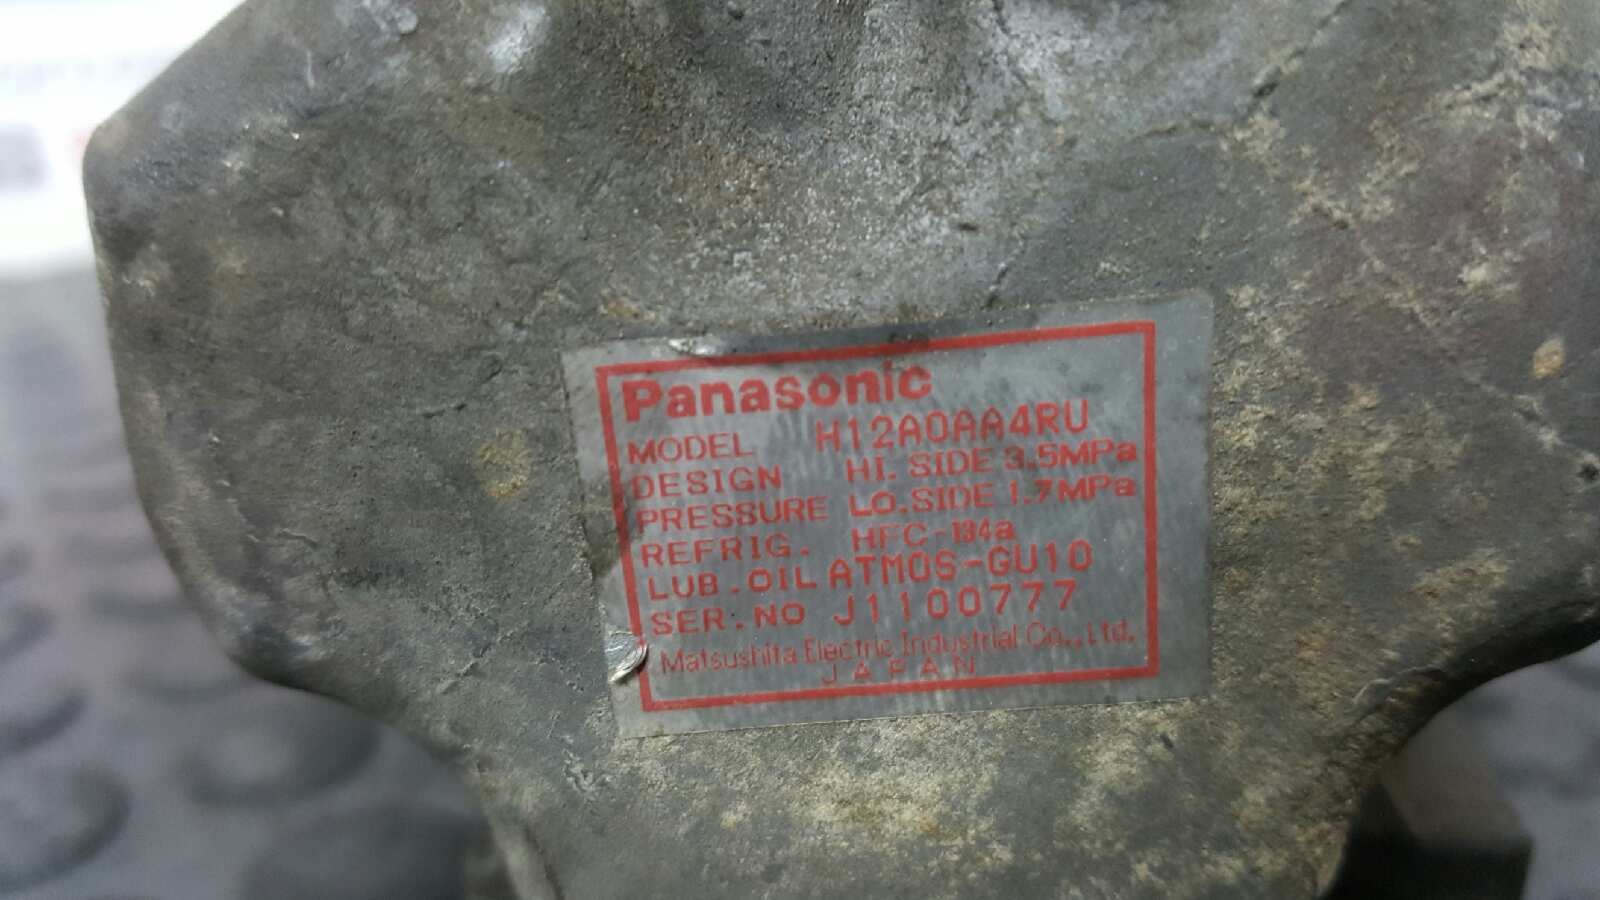 Panasonic
MODEL H12A0AA4RU
DESIGN HI. SIDE 3.5MPa
PRESSURE LO.SIDE 1.7MPa
REFRIG. HFC-134a
LUB.OIL ATMOS-GU10
SER.NO J1100777
Matsushita Electric Industrial Co., Ltd.
JAPAN